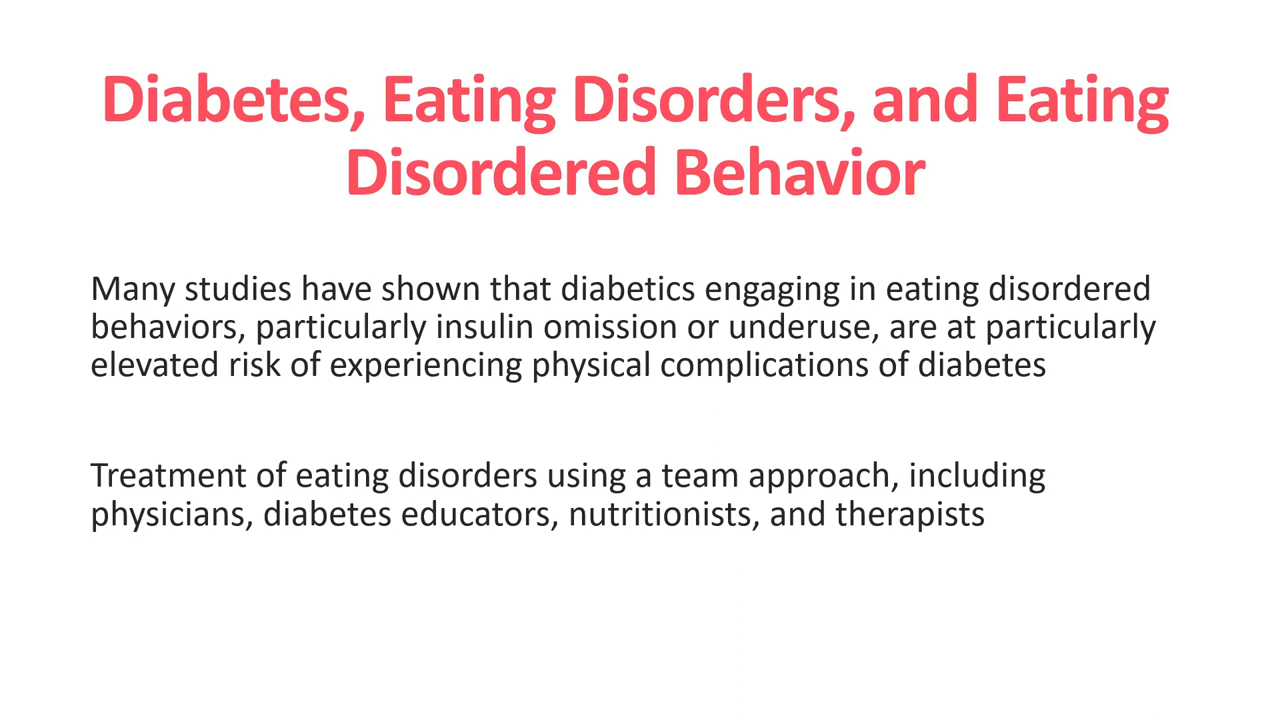 Diabetes, Eating Disorders, and Eating
Disordered Behavior
Many studies have shown that diabetics engaging in eating disordered
behaviors, particularly insulin omission or underuse, are at particularly
elevated risk of experiencing physical complications of diabetes
Treatment of eating disorders using a team approach, including
physicians, diabetes educators, nutritionists, and therapists